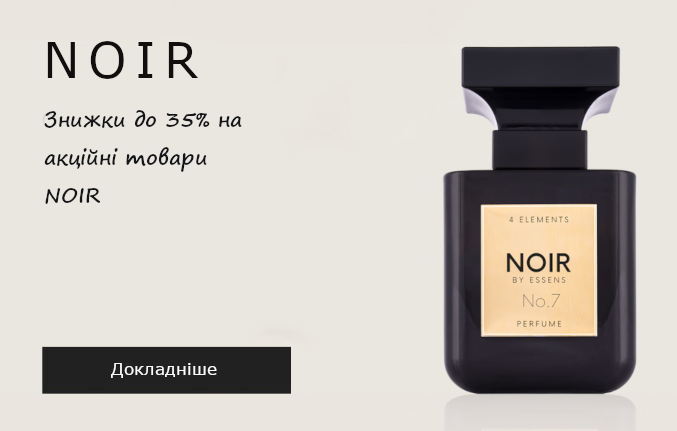 NOIR
Знижки до 35% на
акційні товари
NOIR
Докладніше
4 ELEMENTS
NOIR
BY ESSENS
No.7
PERFUME